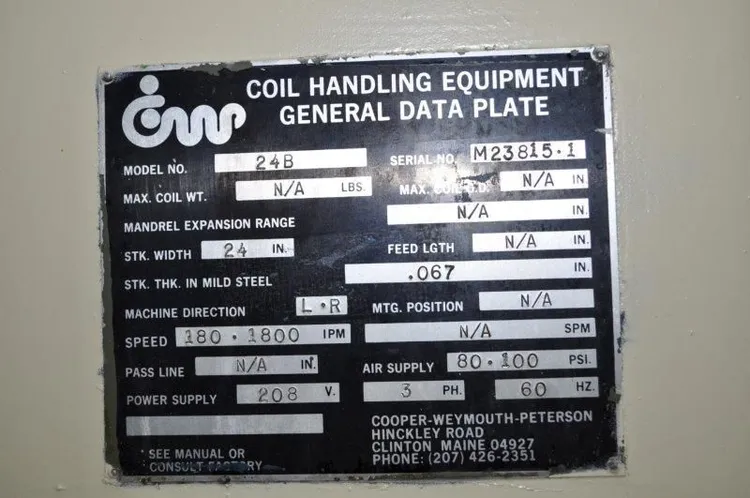 cwp
COIL HANDLING EQUIPMENT
GENERAL DATA PLATE
MODEL NO. 24B SERIAL NO. M23815·1
MAX. COIL WT. N/A LBS. MAX. COIL O.D. N/A IN
MANDREL EXPANSION RANGE N/A IN.
STK. WIDTH 24 IN. FEED LGTH N/A IN.
STK. THK. IN MILD STEEL .067 IN.
MACHINE DIRECTION L·R MTG. POSITION N/A
SPEED 180·1800 IPM N/A SPM
PASS LINE N/A IN. AIR SUPPLY 80·100 PSI.
POWER SUPPLY 208 V. 3 PH. 60 HZ.
COOPER-WEYMOUTH-PETERSON
HINCKLEY ROAD
CLINTON MAINE 04927
PHONE: (207) 426-2351
*SEE MANUAL OR
CONSULT FACTORY